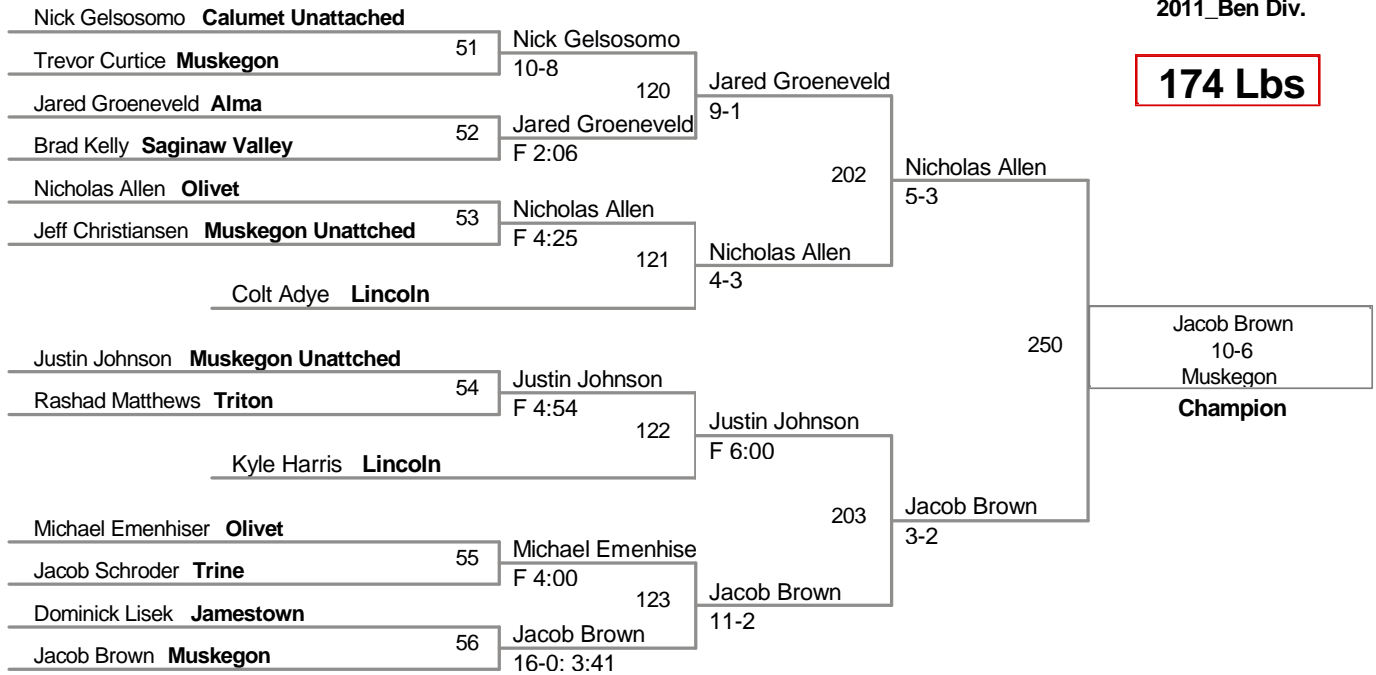 2011_Ben Div.
174 Lbs
Nick Gelsosomo Calumet Unattached
Trevor Curtice Muskegon
51
Nick Gelsosomo
10-8
Jared Groeneveld Alma
Brad Kelly Saginaw Valley
52
Jared Groeneveld
F 2:06
120
Jared Groeneveld
9-1
Nicholas Allen Olivet
Jeff Christiansen Muskegon Unattched
53
Nicholas Allen
F 4:25
Colt Adye Lincoln
121
Nicholas Allen
4-3
202
Nicholas Allen
5-3
Justin Johnson Muskegon Unattched
Rashad Matthews Triton
54
Justin Johnson
F 4:54
Kyle Harris Lincoln
122
Justin Johnson
F 6:00
Michael Emenhiser Olivet
Jacob Schroder Trine
55
Michael Emenhise
F 4:00
Dominick Lisek Jamestown
Jacob Brown Muskegon
56
Jacob Brown
16-0: 3:41
123
Jacob Brown
11-2
203
Jacob Brown
3-2
250
Jacob Brown
10-6
Muskegon
Champion